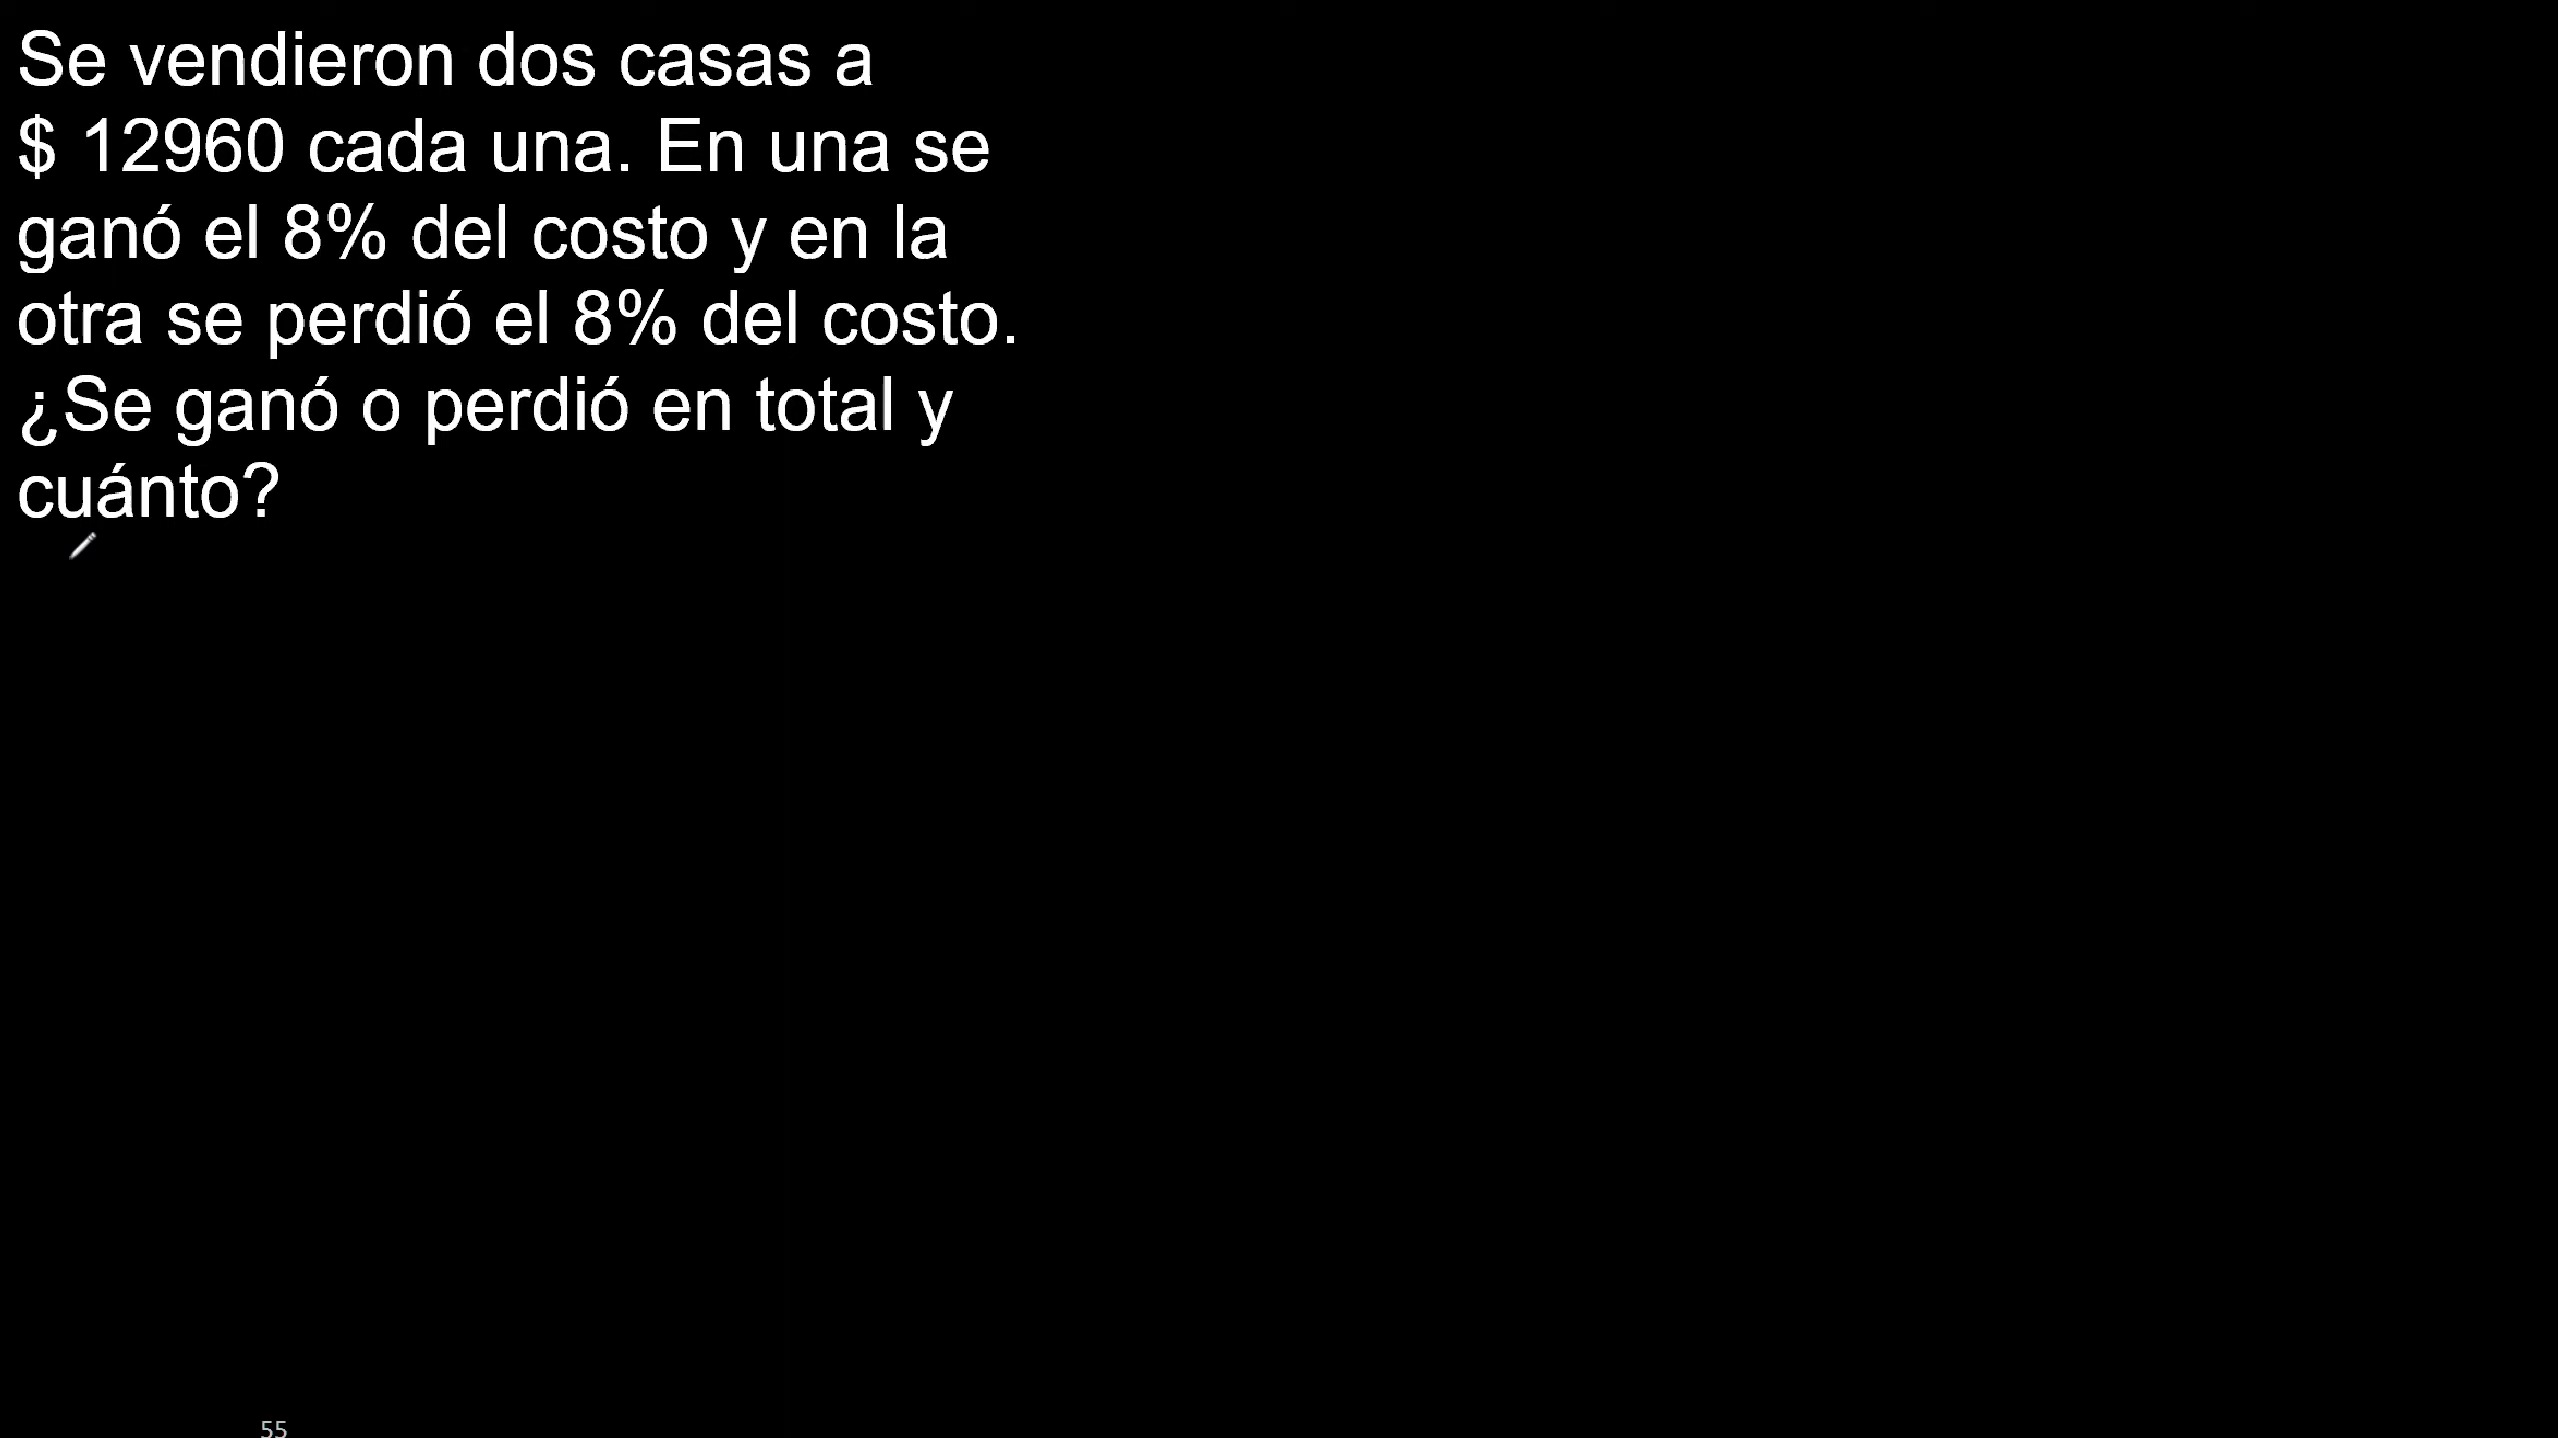 Se vendieron dos casas a
$ 12960 cada una. En una se
ganó el 8% del costo y en la
otra se perdió el 8% del costo.
¿Se ganó o perdió en total y
cuánto?
55